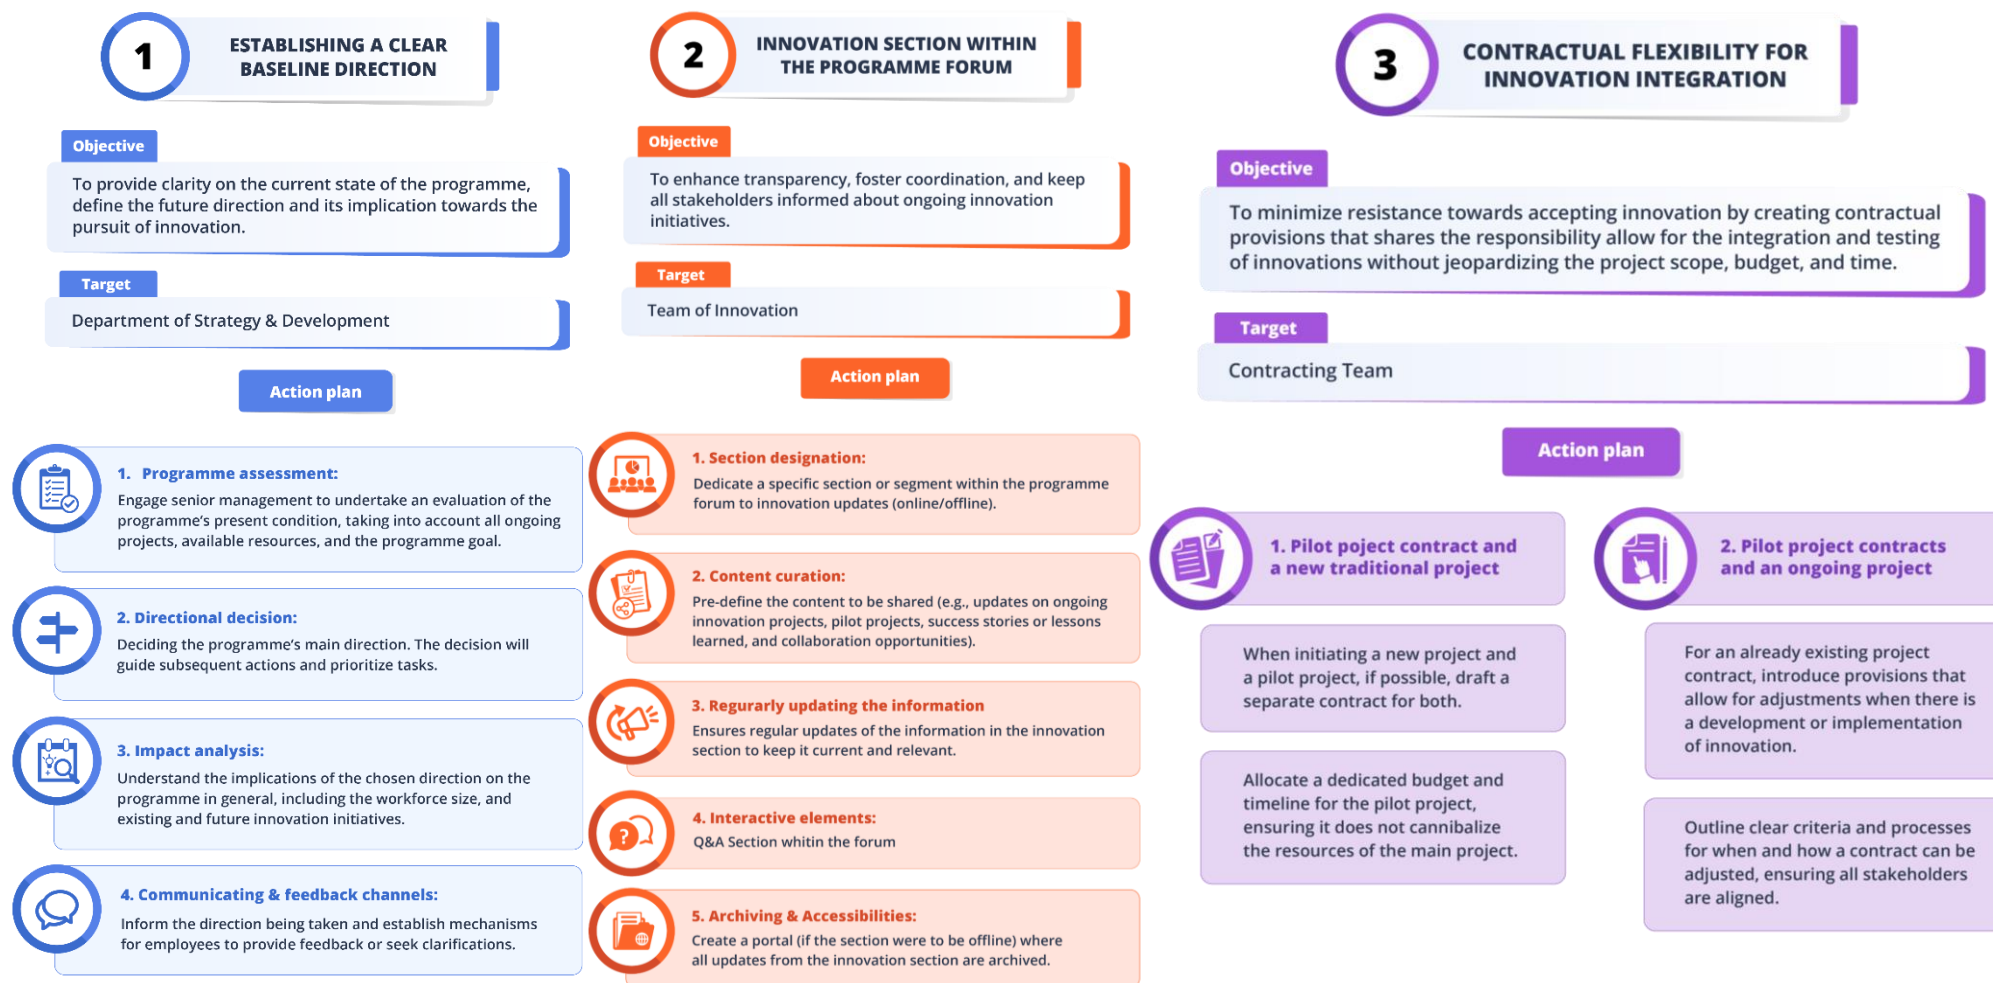 1
ESTABLISHING A CLEAR
BASELINE DIRECTION
Objective
To provide clarity on the current state of the programme,
define the future direction and its implication towards the
pursuit of innovation.
Target
Department of Strategy & Development
Action plan
1. Programme assessment:
Engage senior management to undertake an evaluation of the
programme's present condition, taking into account all ongoing
projects, available resources, and the programme goal.
2. Directional decision:
Deciding the programme's main direction. The decision will
guide subsequent actions and prioritize tasks.
3. Impact analysis:
Understand the implications of the chosen direction on the
programme in general, including the workforce size, and
existing and future innovation initiatives.
4. Communicating & feedback channels:
Inform the direction being taken and establish mechanisms
for employees to provide feedback or seek clarifications.
2
INNOVATION SECTION WITHIN
THE PROGRAMME FORUM
Objective
To enhance transparency, foster coordination, and keep
all stakeholders informed about ongoing innovation
initiatives.
Target
Team of Innovation
Action plan
1. Section designation:
Dedicate a specific section or segment within the programme
forum to innovation updates (online/offline).
2. Content curation:
Pre-define the content to be shared (e.g., updates on ongoing
innovation projects, pilot projects, success stories or lessons
learned, and collaboration opportunities).
3. Regurarly updating the information
Ensures regular updates of the information in the innovation
section to keep it current and relevant.
4. Interactive elements:
Q&A Section whitin the forum
5. Archiving & Accessibilities:
Create a portal (if the section were to be offline) where
all updates from the innovation section are archived.
3
CONTRACTUAL FLEXIBILITY FOR
INNOVATION INTEGRATION
Objective
To minimize resistance towards accepting innovation by creating contractual
provisions that shares the responsibility allow for the integration and testing
of innovations without jeopardizing the project scope, budget, and time.
Target
Contracting Team
Action plan
1. Pilot poject contract and
a new traditional project
When initiating a new project and
a pilot project, if possible, draft a
separate contract for both.
Allocate a dedicated budget and
timeline for the pilot project,
ensuring it does not cannibalize
the resources of the main project.
2. Pilot project contracts
and an ongoing project
For an already existing project
contract, introduce provisions that
allow for adjustments when there is
a development or implementation
of innovation.
Outline clear criteria and processes
for when and how a contract can be
adjusted, ensuring all stakeholders
are aligned.